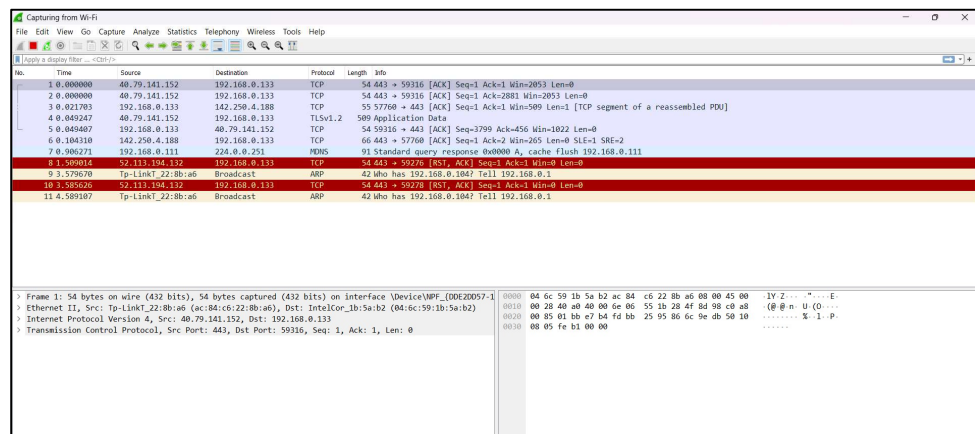 Capturing from Wi-Fi
File Edit View Go Capture Analyze Statistics Telephony Wireless Tools Help
Apply a display filter ... <Ctrl-/>
No. Time Source Destination Protocol Length Info
1 0.000000 40.79.141.152 192.168.0.133 TCP 54 443 → 59316 [ACK] Seq=1 Ack=1 Win=2053 Len=0
2 0.000000 40.79.141.152 192.168.0.133 TCP 54 443 → 59316 [ACK] Seq=1 Ack=2881 Win=2053 Len=0
3 0.021703 192.168.0.133 142.250.4.188 TCP 55 57760 → 443 [ACK] Seq=1 Ack=1 Win=509 Len=1 [TCP segment of a reassembled PDU]
4 0.049247 40.79.141.152 192.168.0.133 TLSv1.2 509 Application Data
5 0.049407 192.168.0.133 40.79.141.152 TCP 54 59316 → 443 [ACK] Seq=3799 Ack=456 Win=1022 Len=0
6 0.104310 142.250.4.188 192.168.0.133 TCP 66 443 → 57760 [ACK] Seq=1 Ack=2 Win=265 Len=0 SLE=1 SRE=2
7 0.906271 192.168.0.111 224.0.0.251 MDNS 91 Standard query response 0x0000 A, cache flush 192.168.0.111
8 1.509014 52.113.194.132 192.168.0.133 TCP 54 443 → 59276 [RST, ACK] Seq=1 Ack=1 Win=0 Len=0
9 3.579670 Tp-LinkT_22:8b:a6 Broadcast ARP 42 Who has 192.168.0.104? Tell 192.168.0.1
10 3.585626 52.113.194.132 192.168.0.133 TCP 54 443 → 59278 [RST, ACK] Seq=1 Ack=1 Win=0 Len=0
11 4.589107 Tp-LinkT_22:8b:a6 Broadcast ARP 42 Who has 192.168.0.104? Tell 192.168.0.1
> Frame 1: 54 bytes on wire (432 bits), 54 bytes captured (432 bits) on interface \Device\NPF_{DDE2DD57-1
> Ethernet II, Src: Tp-LinkT_22:8b:a6 (ac:84:c6:22:8b:a6), Dst: IntelCor_1b:5a:b2 (04:6c:59:1b:5a:b2)
> Internet Protocol Version 4, Src: 40.79.141.152, Dst: 192.168.0.133
> Transmission Control Protocol, Src Port: 443, Dst Port: 59316, Seq: 1, Ack: 1, Len: 0
0000 04 6c 59 1b 5a b2 ac 84 c6 22 8b a6 08 00 45 00 ·lY·Z··· ·"····E·
0010 00 28 40 a0 40 00 6e 06 55 1b 28 4f 8d 98 c0 a8 ·(@·@·n· U·(O····
0020 00 85 01 bb e7 b4 fd bb 25 95 86 6c 9e db 50 10 ········ %··l··P·
0030 08 05 fe b1 00 00 ······